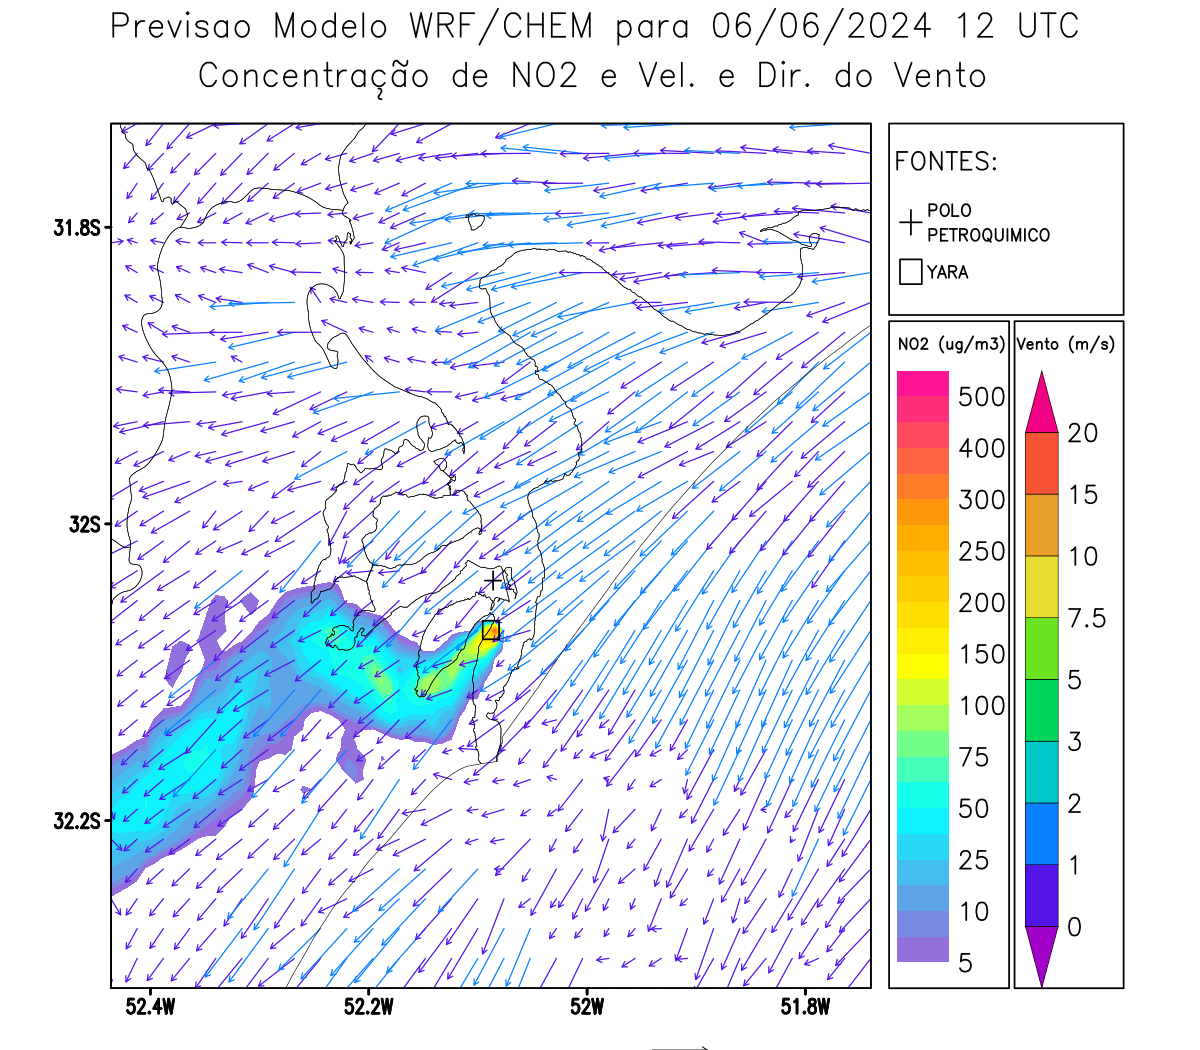 Previsao Modelo WRF/CHEM para 06/06/2024 12 UTC
Concentração de NO2 e Vel. e Dir. do Vento
FONTES:
POLO
PETROQUIMICO
YARA
NO2 (ug/m3)
500
400
300
250
200
150
100
75
50
25
10
5
Vento (m/s)
20
15
10
7.5
5
3
2
1
0
31.8S
32S
32.2S
52.4W
52.2W
52W
51.8W